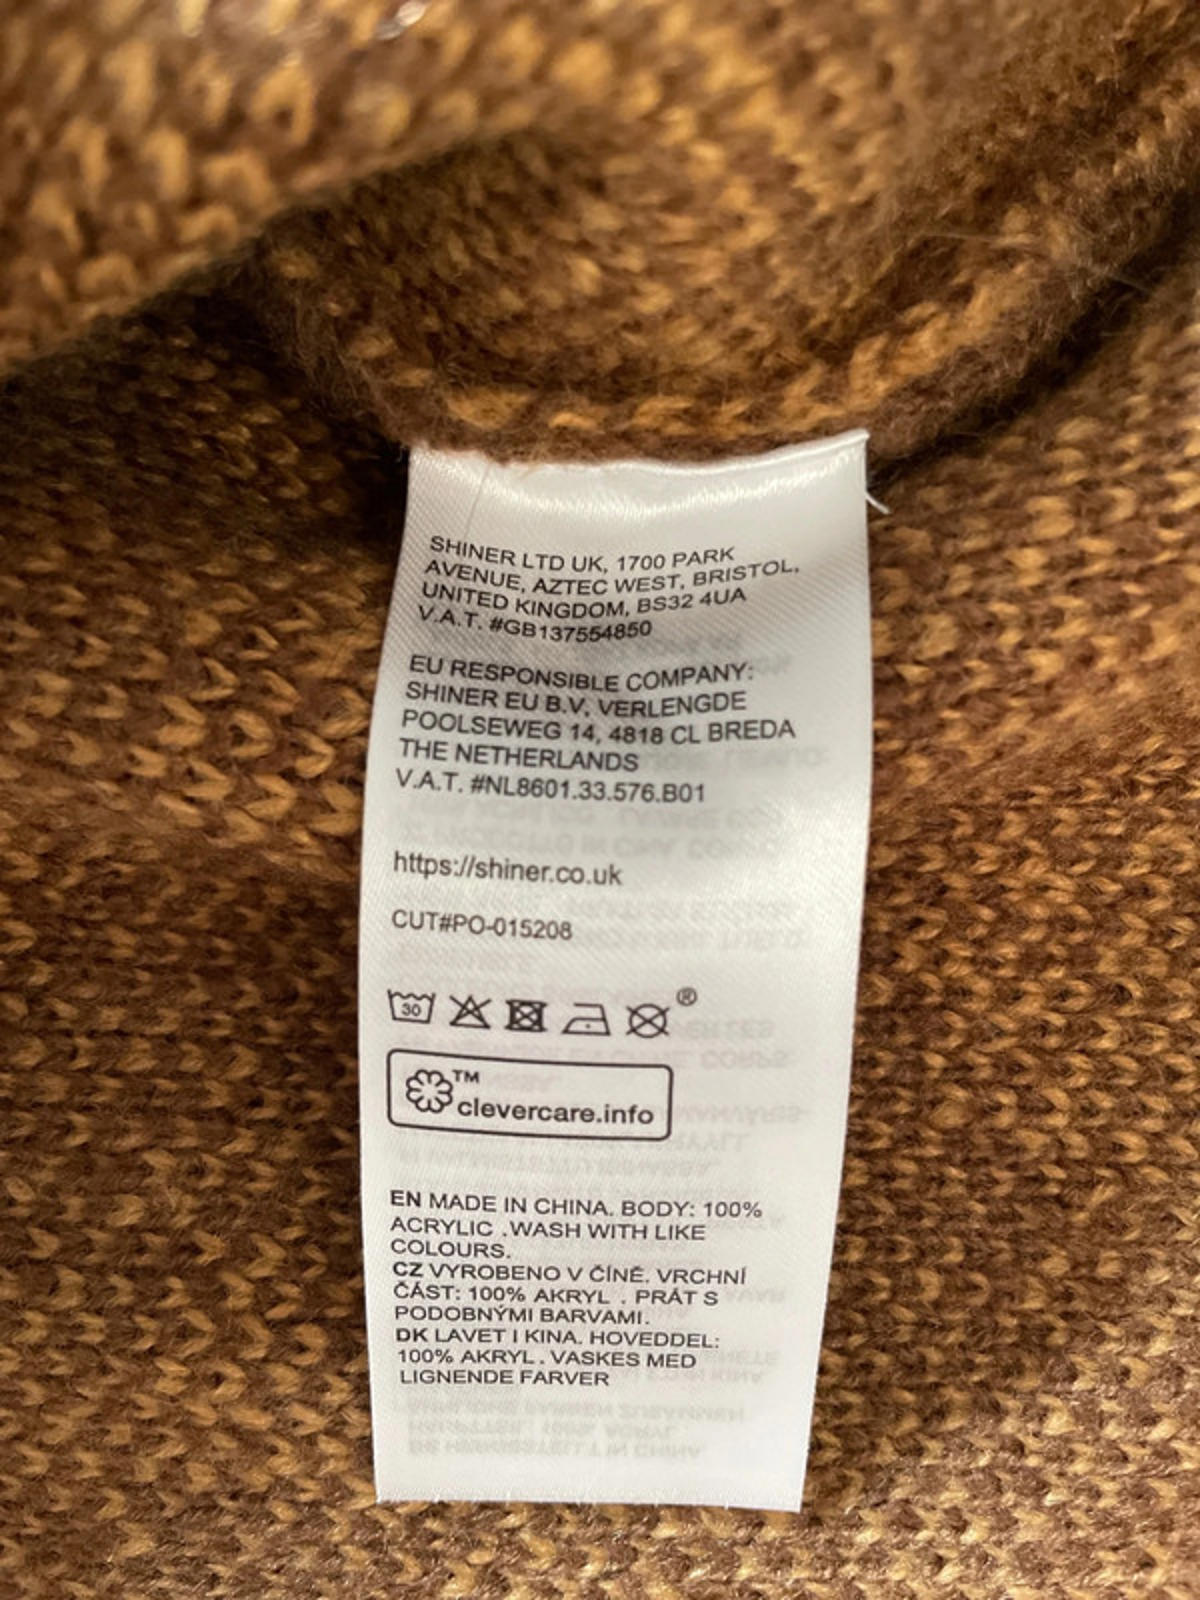 SHINER LTD UK, 1700 PARK
AVENUE, AZTEC WEST, BRISTOL,
UNITED KINGDOM, BS32 4UA
V.A.T. #GB137554850
EU RESPONSIBLE COMPANY:
SHINER EU B.V, VERLENGDE
POOLSEWEG 14, 4818 CL BREDA
THE NETHERLANDS
V.A.T. #NL8601.33.576.B01
https://shiner.co.uk
CUT#PO-015208
30 ®
™
clevercare.info
EN MADE IN CHINA. BODY: 100%
ACRYLIC .WASH WITH LIKE
COLOURS.
CZ VYROBENO V ČÍNĚ. VRCHNÍ
ČÁST: 100% AKRYL . PRÁT S
PODOBNÝMI BARVAMI.
DK LAVET I KINA. HOVEDDEL:
100% AKRYL . VASKES MED
LIGNENDE FARVER